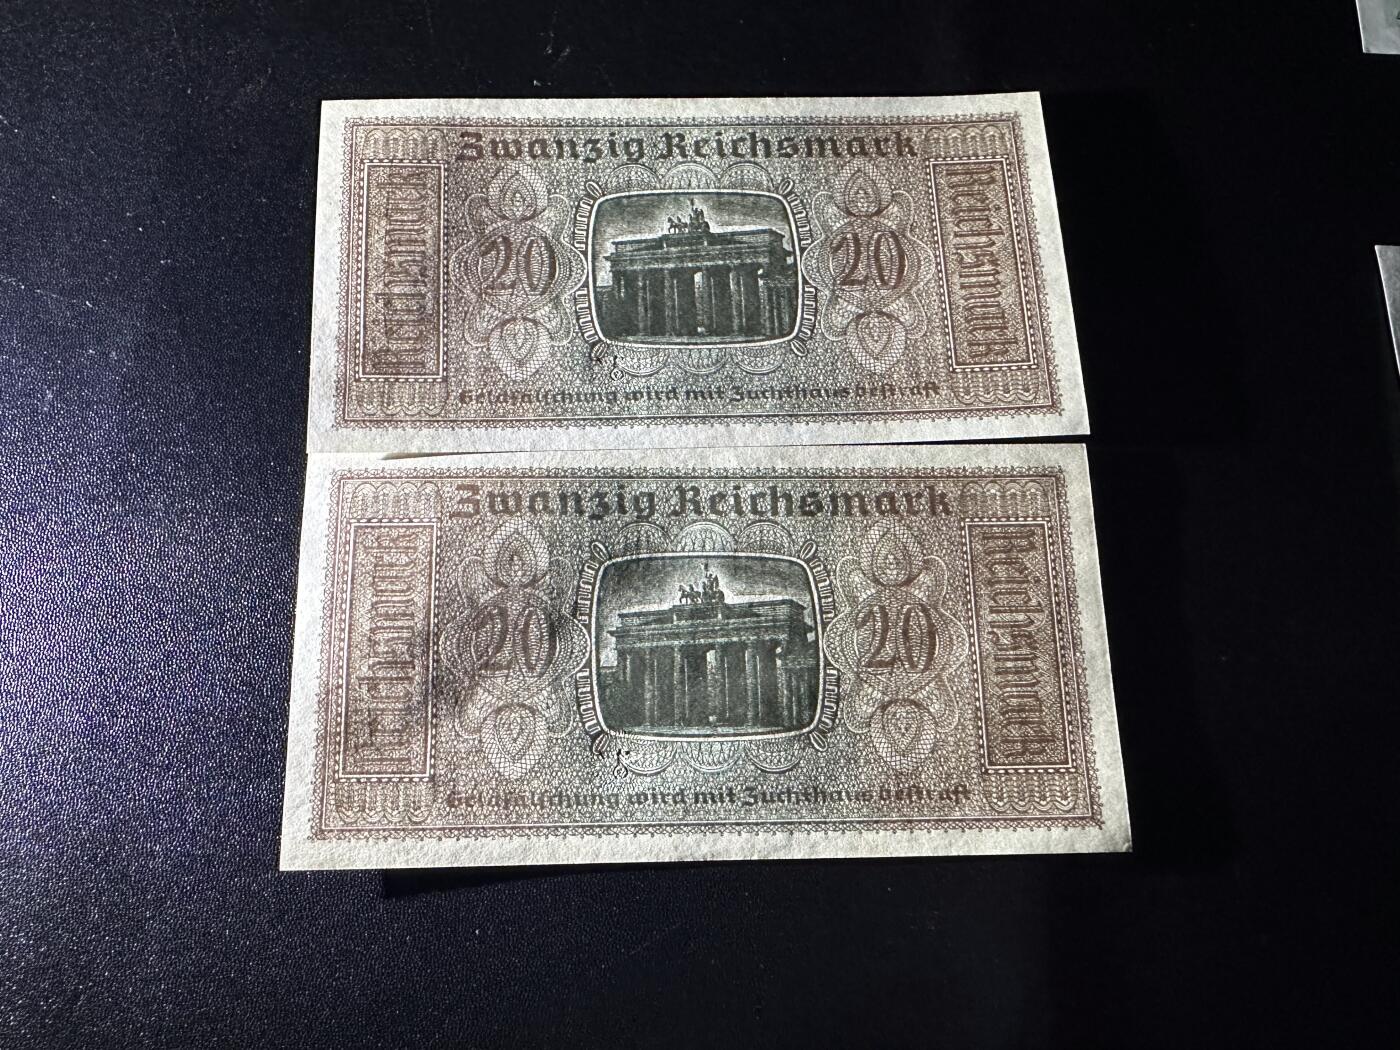 Zwanzig Reichsmark
Reichsmark
20
20
Reichsmark
Geldfälschung wird mit Zuchthaus bestraft
Zwanzig Reichsmark
Reichsmark
20
20
Reichsmark
Geldfälschung wird mit Zuchthaus bestraft